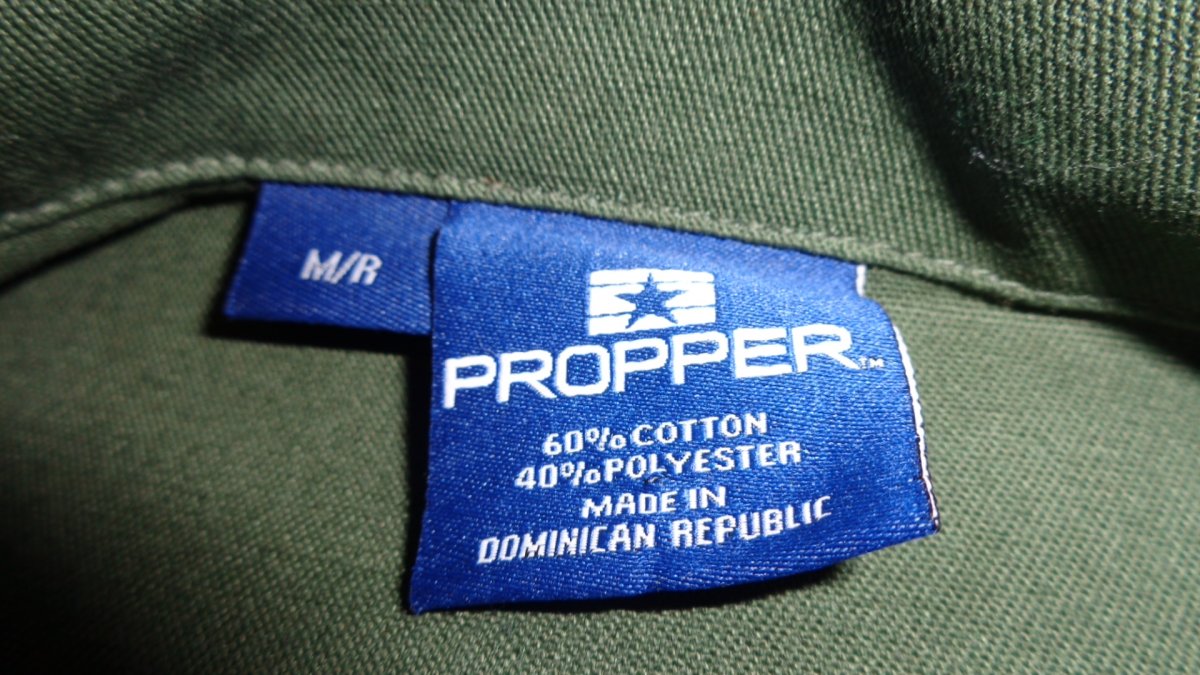 M/R
PROPPER™
60% COTTON
40% POLYESTER
MADE IN
DOMINICAN REPUBLIC